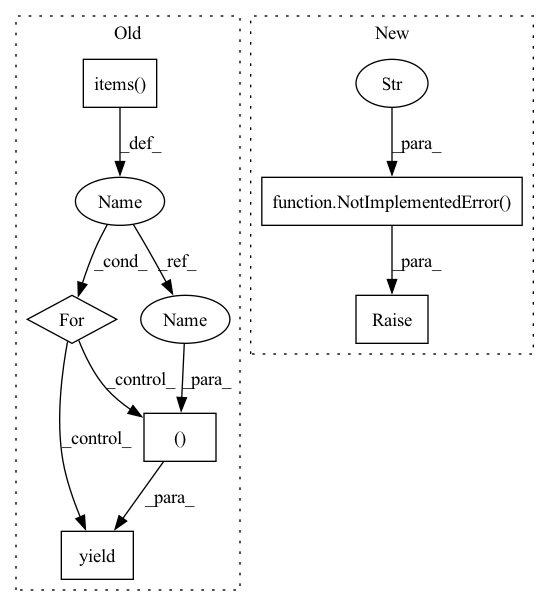 Old
New
items()
Str
_def_
_para_
Name
function.NotImplementedError()
_cond_
_ref_
_para_
For
Name
Raise
_control_
_para_
_control_
()
_para_
yield